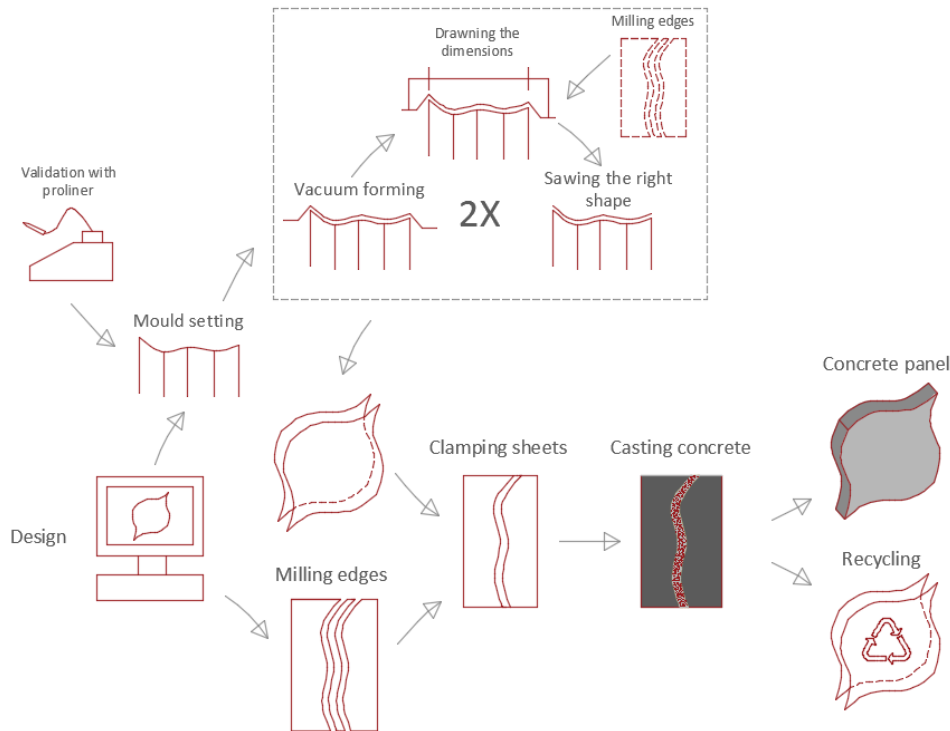 Drawning the
dimensions
Milling edges
Validation with
proliner
Vacuum forming
2X
Sawing the right
shape
Mould setting
Concrete panel
Clamping sheets
Casting concrete
Design
Milling edges
Recycling